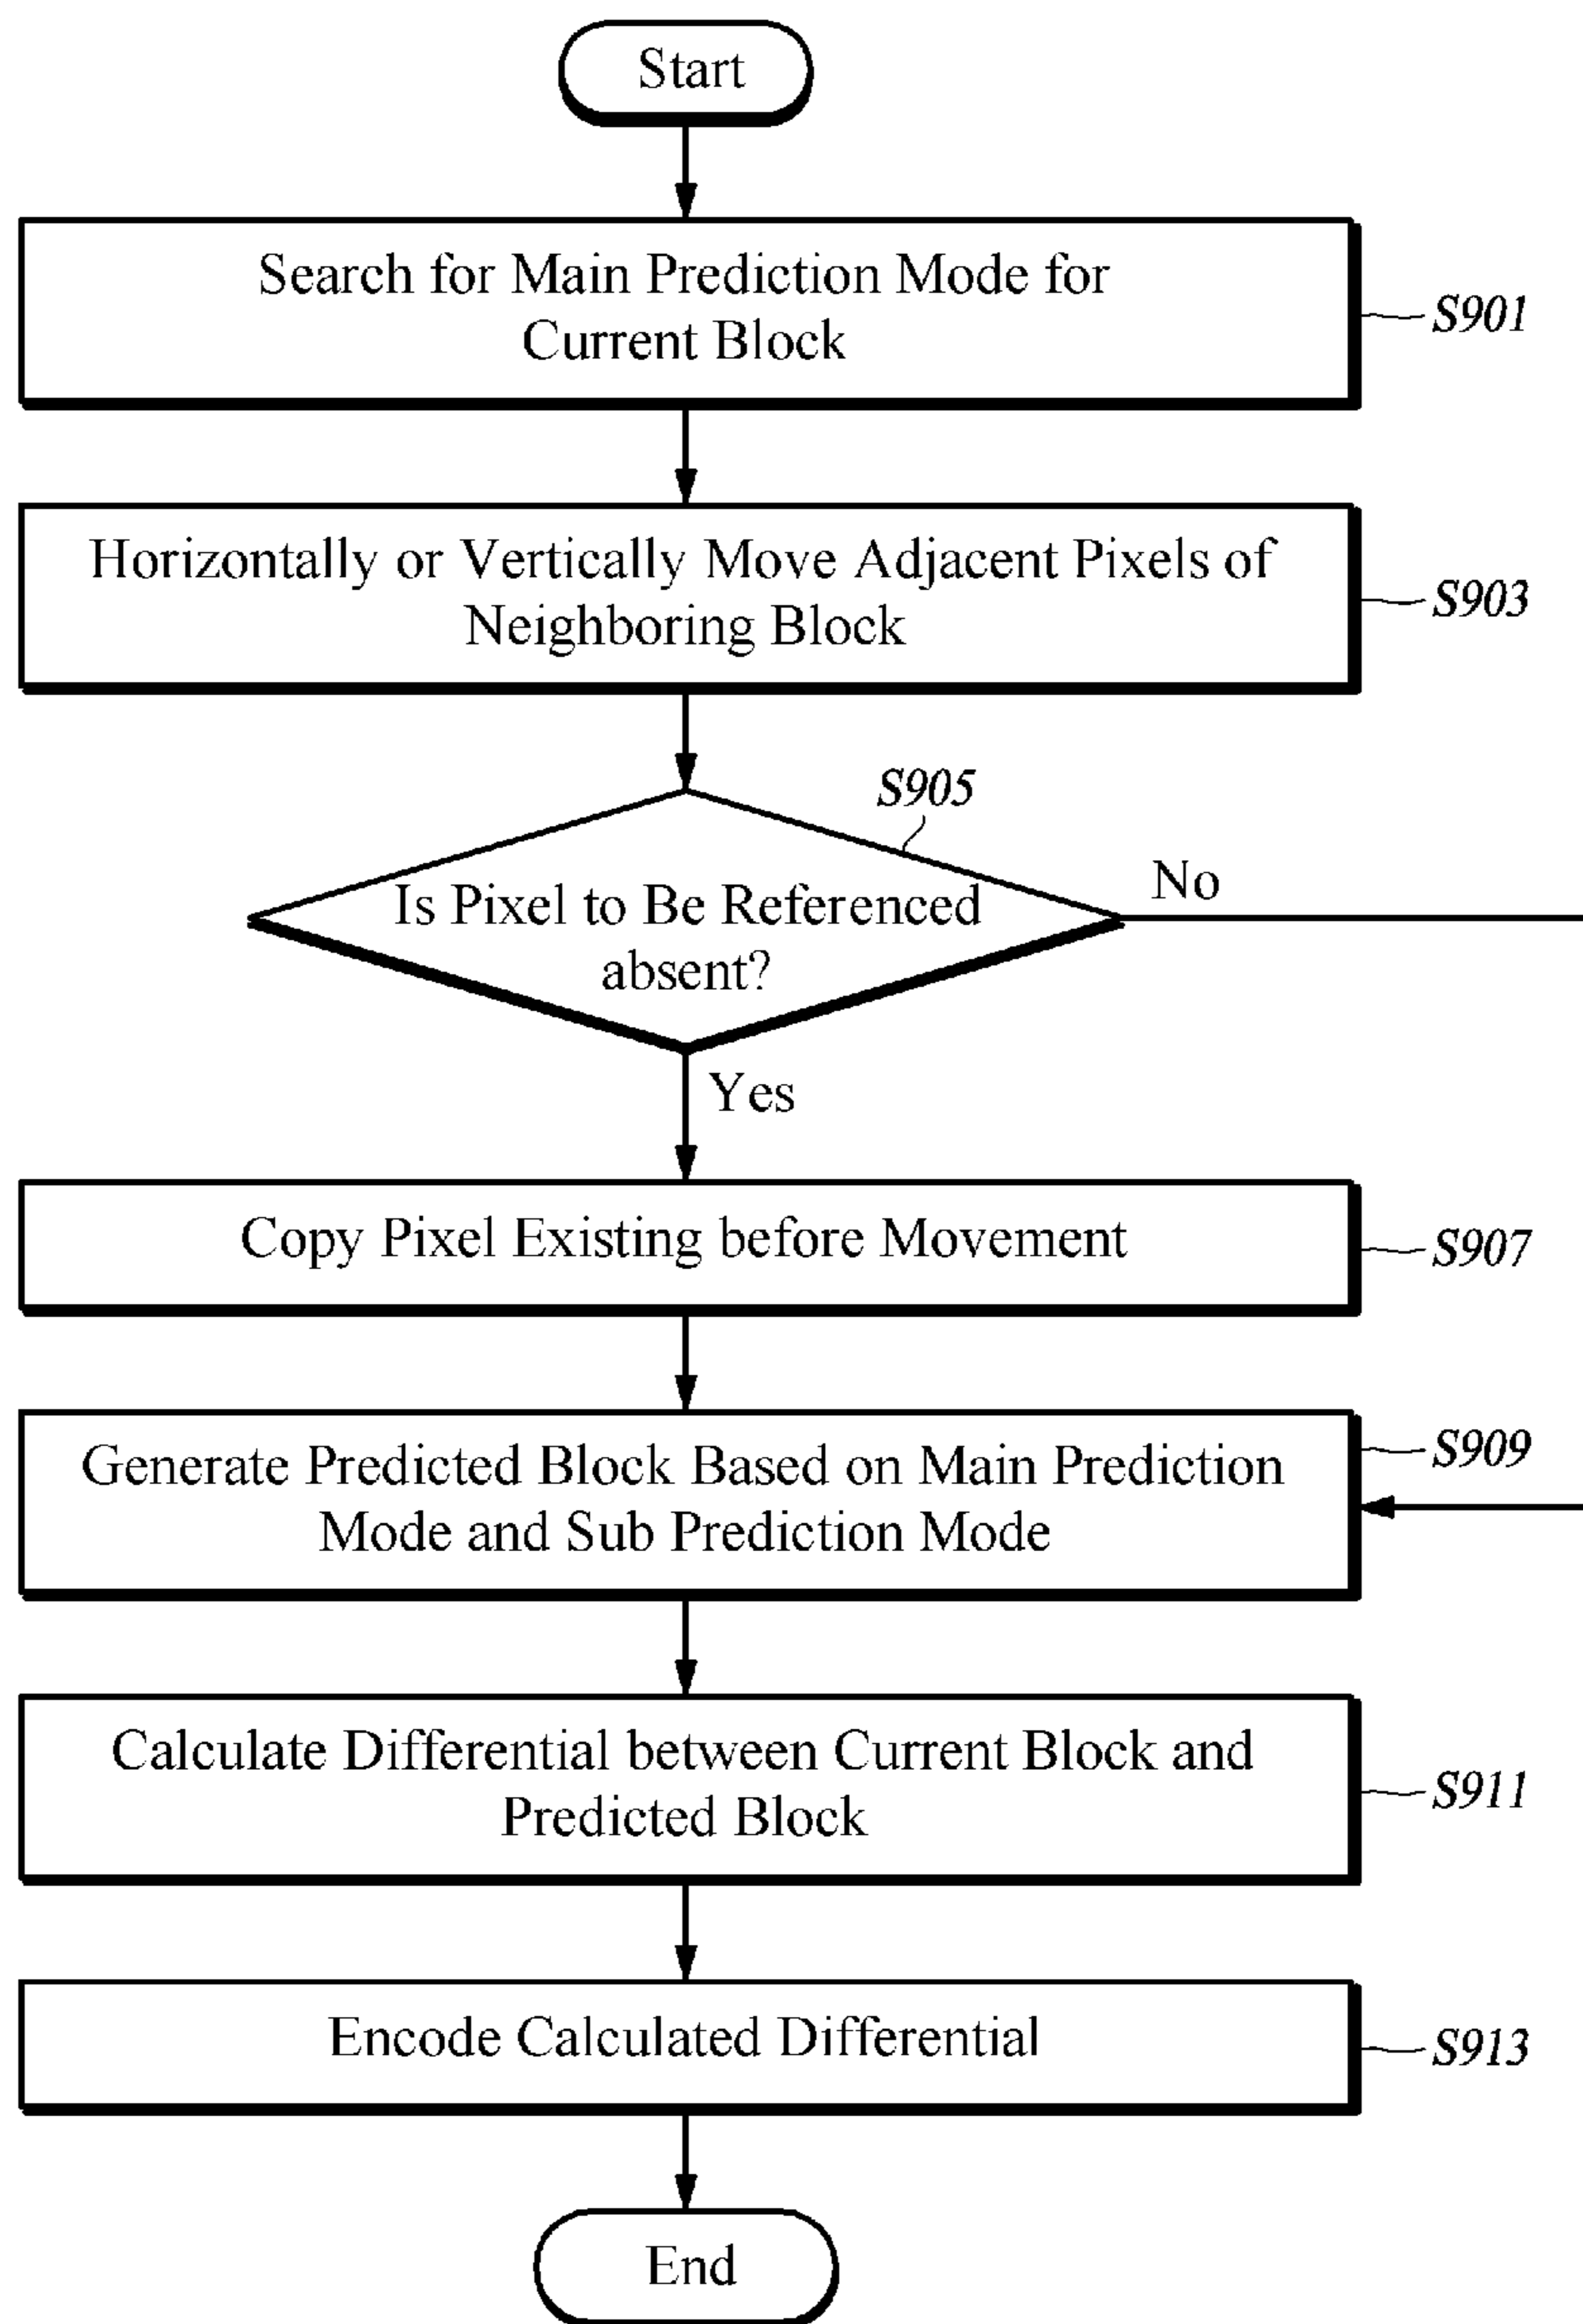 Start
Search for Main Prediction Mode for
Current Block
S901
Horizontally or Vertically Move Adjacent Pixels of
Neighboring Block
S903
S905
Is Pixel to Be Referenced
absent?
No
Yes
Copy Pixel Existing before Movement
S907
Generate Predicted Block Based on Main Prediction
Mode and Sub Prediction Mode
S909
Calculate Differential between Current Block and
Predicted Block
S911
Encode Calculated Differential
S913
End